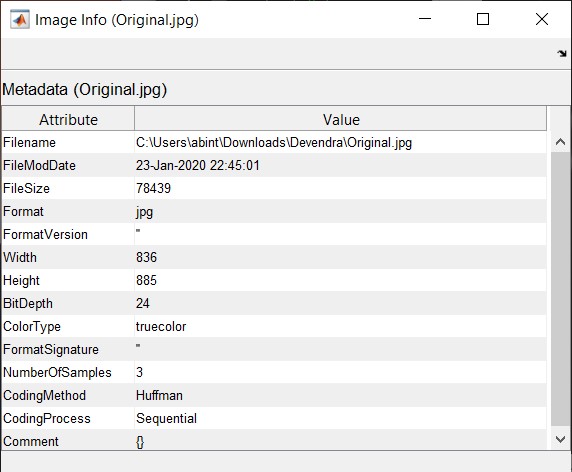 Image Info (Original.jpg)
Metadata (Original.jpg)
Attribute Value
Filename C:\Users\abint\Downloads\Devendra\Original.jpg
FileModDate 23-Jan-2020 22:45:01
FileSize 78439
Format jpg
FormatVersion ''
Width 836
Height 885
BitDepth 24
ColorType truecolor
FormatSignature ''
NumberOfSamples 3
CodingMethod Huffman
CodingProcess Sequential
Comment {}